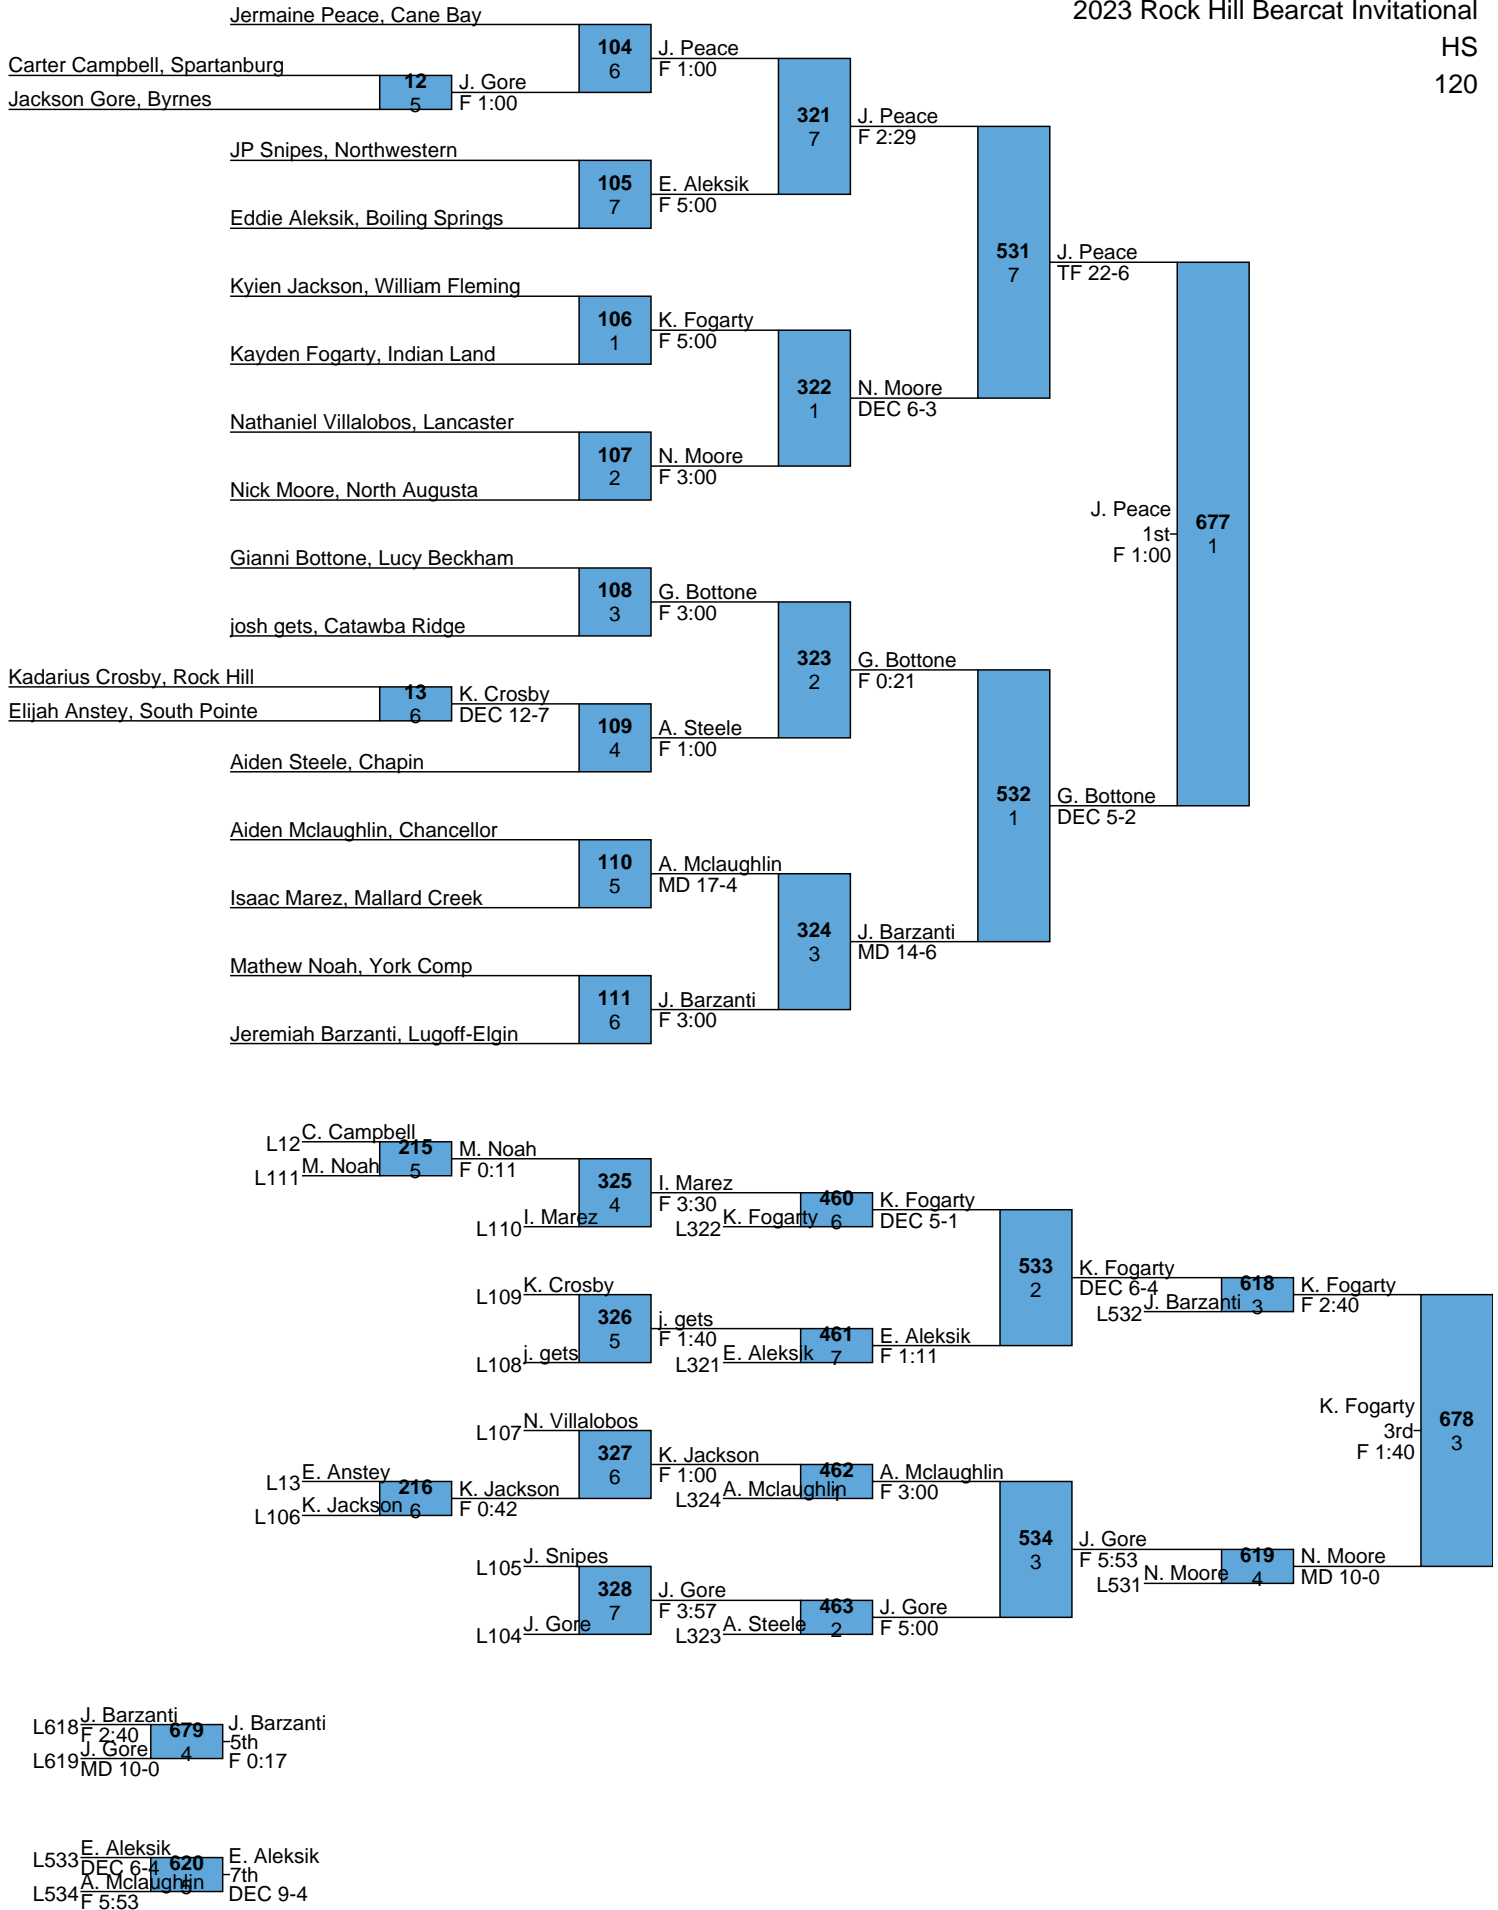 2023 Rock Hill Bearcat Invitational
HS
120
Jermaine Peace, Cane Bay
104
6
J. Peace
F 1:00
Carter Campbell, Spartanburg
Jackson Gore, Byrnes
12
5
J. Gore
F 1:00
321
7
J. Peace
F 2:29
JP Snipes, Northwestern
Eddie Aleksik, Boiling Springs
105
7
E. Aleksik
F 5:00
531
7
J. Peace
TF 22-6
Kyien Jackson, William Fleming
Kayden Fogarty, Indian Land
106
1
K. Fogarty
F 5:00
322
1
N. Moore
DEC 6-3
Nathaniel Villalobos, Lancaster
Nick Moore, North Augusta
107
2
N. Moore
F 3:00
J. Peace
1st
F 1:00
677
1
Gianni Bottone, Lucy Beckham
josh gets, Catawba Ridge
108
3
G. Bottone
F 3:00
323
2
G. Bottone
F 0:21
Kadarius Crosby, Rock Hill
Elijah Anstey, South Pointe
13
6
K. Crosby
DEC 12-7
109
4
A. Steele
F 1:00
Aiden Steele, Chapin
532
1
G. Bottone
DEC 5-2
Aiden Mclaughlin, Chancellor
Isaac Marez, Mallard Creek
110
5
A. Mclaughlin
MD 17-4
324
3
J. Barzanti
MD 14-6
Mathew Noah, York Comp
Jeremiah Barzanti, Lugoff-Elgin
111
6
J. Barzanti
F 3:00
L12
C. Campbell
L111
M. Noah
215
5
M. Noah
F 0:11
325
4
I. Marez
F 3:30
L110
I. Marez
L322
K. Fogarty
460
6
K. Fogarty
DEC 5-1
L109
K. Crosby
L108
j. gets
326
5
j. gets
F 1:40
L321
E. Aleksik
461
7
E. Aleksik
F 1:11
533
2
K. Fogarty
DEC 6-4
L532
J. Barzanti
618
3
K. Fogarty
F 2:40
K. Fogarty
3rd
F 1:40
678
3
L107
N. Villalobos
L13
E. Anstey
L106
K. Jackson
216
6
K. Jackson
F 0:42
327
6
K. Jackson
F 1:00
L324
A. Mclaughlin
462
1
A. Mclaughlin
F 3:00
534
3
J. Gore
F 5:53
L531
N. Moore
619
4
N. Moore
MD 10-0
L105
J. Snipes
L104
J. Gore
328
7
J. Gore
F 3:57
L323
A. Steele
463
2
J. Gore
F 5:00
L618
J. Barzanti
F 2:40
L619
J. Gore
MD 10-0
679
4
J. Barzanti
5th
F 0:17
L533
E. Aleksik
DEC 6-4
L534
A. Mclaughlin
F 5:53
620
5
E. Aleksik
7th
DEC 9-4